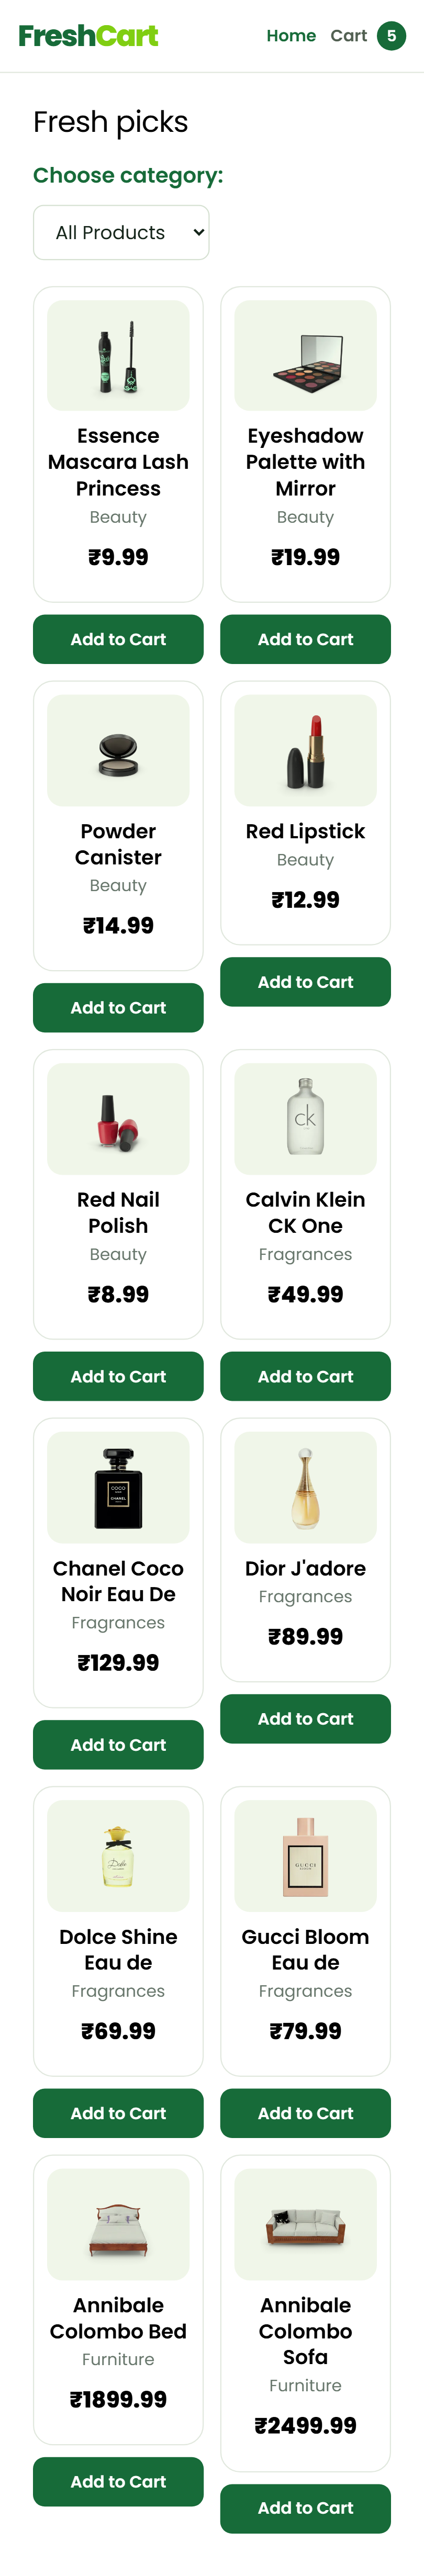 FreshCart
Home Cart 5
Fresh picks
Choose category:
All Products
Essence
Mascara Lash
Princess
Beauty
₹9.99
Add to Cart
Eyeshadow
Palette with
Mirror
Beauty
₹19.99
Add to Cart
Powder
Canister
Beauty
₹14.99
Add to Cart
Red Lipstick
Beauty
₹12.99
Add to Cart
Red Nail
Polish
Beauty
₹8.99
Add to Cart
ck
Calvin Klein
CK One
Fragrances
₹49.99
Add to Cart
COCO
CHANEL
Chanel Coco
Noir Eau De
Fragrances
₹129.99
Add to Cart
Dior J'adore
Fragrances
₹89.99
Add to Cart
Dolce
Dolce Shine
Eau de
Fragrances
₹69.99
Add to Cart
GUCCI
Gucci Bloom
Eau de
Fragrances
₹79.99
Add to Cart
Annibale
Colombo Bed
Furniture
₹1899.99
Add to Cart
Annibale
Colombo
Sofa
Furniture
₹2499.99
Add to Cart